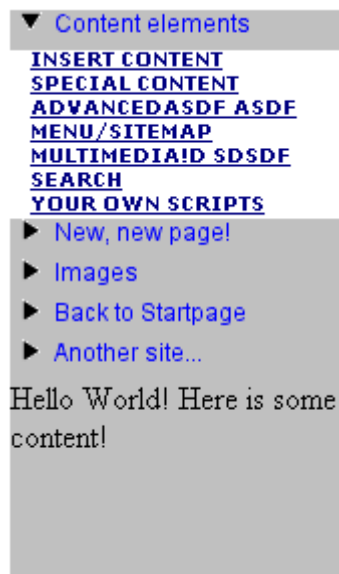 Content elements
INSERT CONTENT
SPECIAL CONTENT
ADVANCEDASDF ASDF
MENU/SITEMAP
MULTIMEDIA!D SDSDF
SEARCH
YOUR OWN SCRIPTS
New, new page!
Images
Back to Startpage
Another site...
Hello World! Here is some
content!